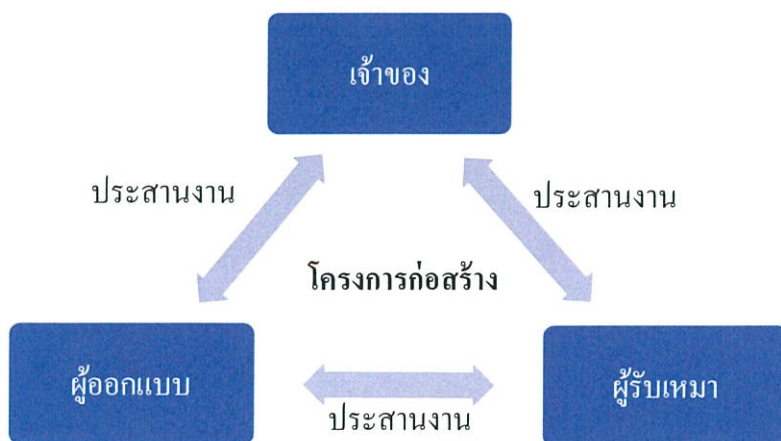 เจ้าของ
ประสานงาน
ประสานงาน
โครงการก่อสร้าง
ผู้ออกแบบ
ผู้รับเหมา
ประสานงาน